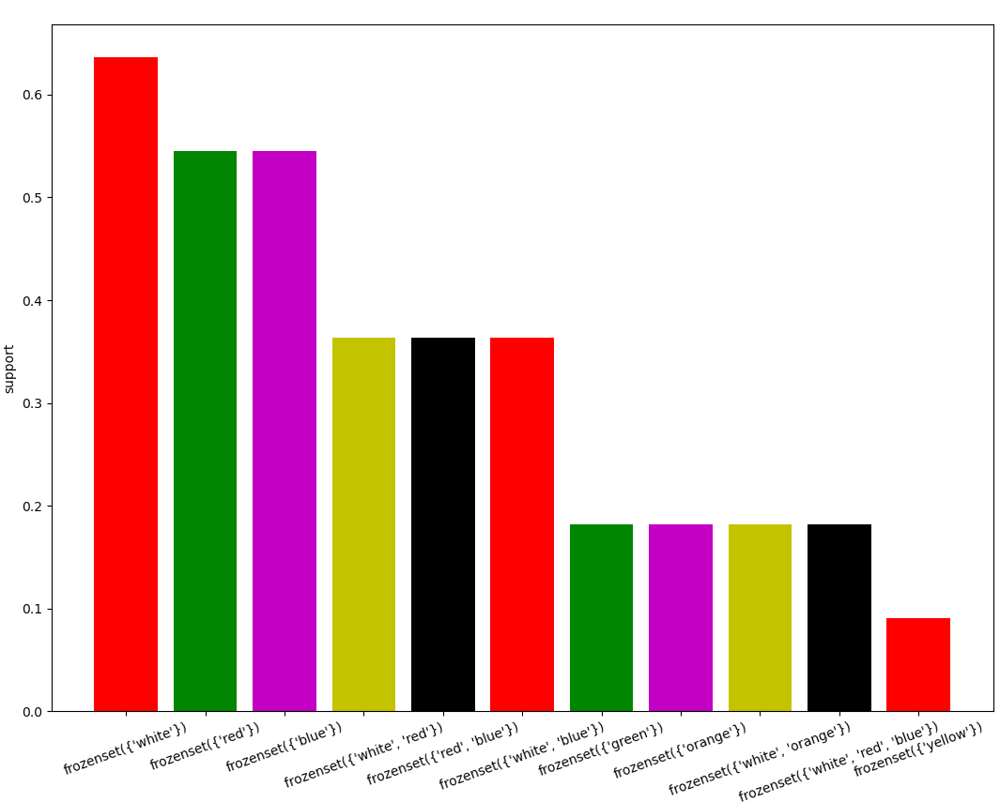 0.6
0.5
0.4
0.3
0.2
0.1
0.0
support
frozenset({'white'})
frozenset({'red'})
frozenset({'blue'})
frozenset({'white', 'red'})
frozenset({'red', 'blue'})
frozenset({'white', 'blue'})
frozenset({'green'})
frozenset({'orange'})
frozenset({'white', 'orange'})
frozenset({'white', 'red', 'blue'})
frozenset({'yellow'})